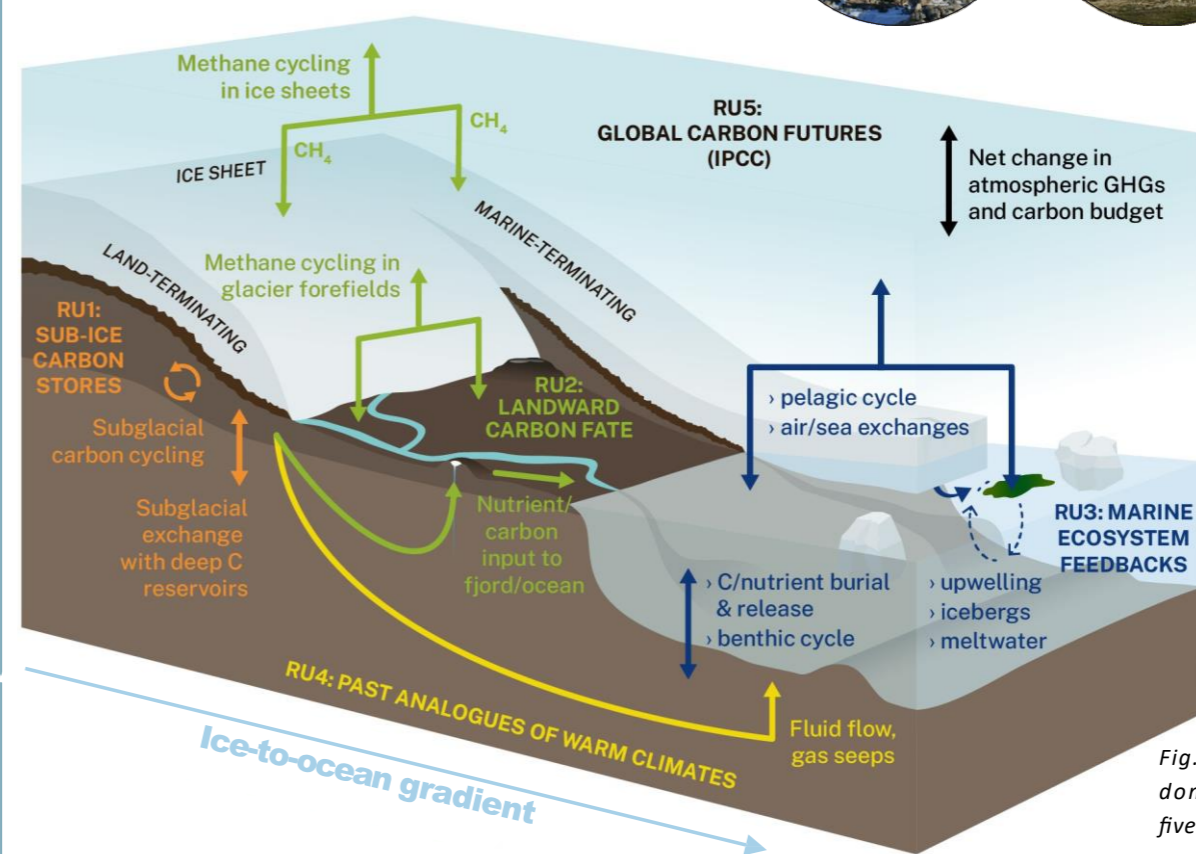 Methane cycling
in ice sheets
CH₄
CH₄
ICE SHEET
RU5:
GLOBAL CARBON FUTURES
(IPCC)
Net change in
atmospheric GHGs
and carbon budget
LAND-TERMINATING
MARINE-TERMINATING
Methane cycling in
glacier forefields
RU1:
SUB-ICE
CARBON
STORES
Subglacial
carbon cycling
Subglacial
exchange
with deep C
reservoirs
RU2:
LANDWARD
CARBON FATE
Nutrient/
carbon
input to
fjord/ocean
› pelagic cycle
› air/sea exchanges
RU3: MARINE
ECOSYSTEM
FEEDBACKS
› C/nutrient burial
& release
› benthic cycle
› upwelling
› icebergs
› meltwater
RU4: PAST ANALOGUES OF WARM CLIMATES
Fluid flow,
gas seeps
Ice-to-ocean gradient
Fig.
don
five